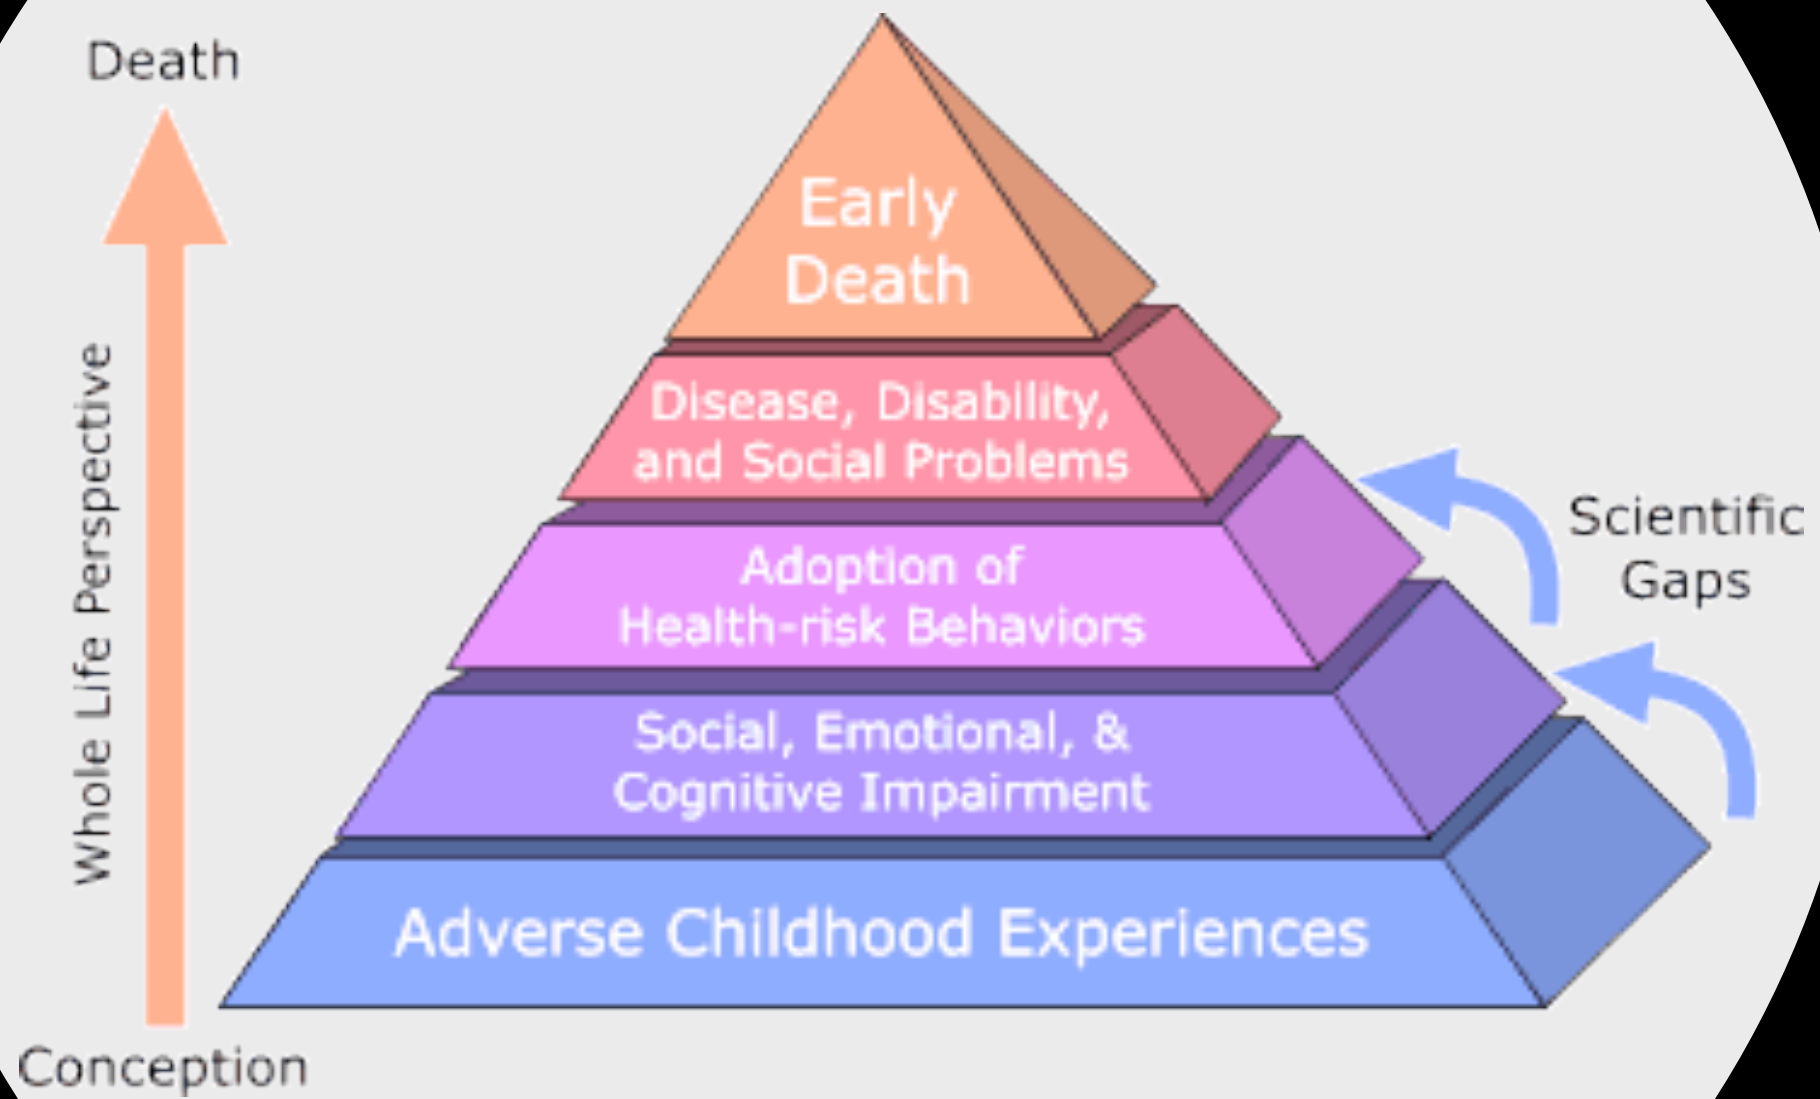 Death
Whole Life Perspective
Conception
Early
Death
Disease, Disability,
and Social Problems
Adoption of
Health-risk Behaviors
Social, Emotional, &
Cognitive Impairment
Adverse Childhood Experiences
Scientific
Gaps